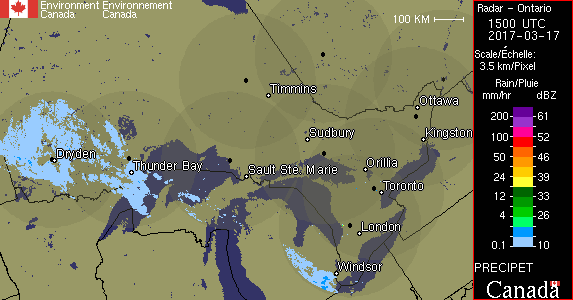 Environment Environnement
Canada Canada
100 KM
Timmins
Ottawa
Sudbury
Kingston
Dryden
Thunder Bay
Sault Ste. Marie
Orillia
Toronto
London
Windsor
Radar - Ontario
1500 UTC
2017-03-17
Scale/Échelle:
3.5 km/Pixel
Rain/Pluie
mm/hr dBZ
200 61
100 52
50 46
24 39
12 33
4 26
0.1 10
PRECIPET
Canada